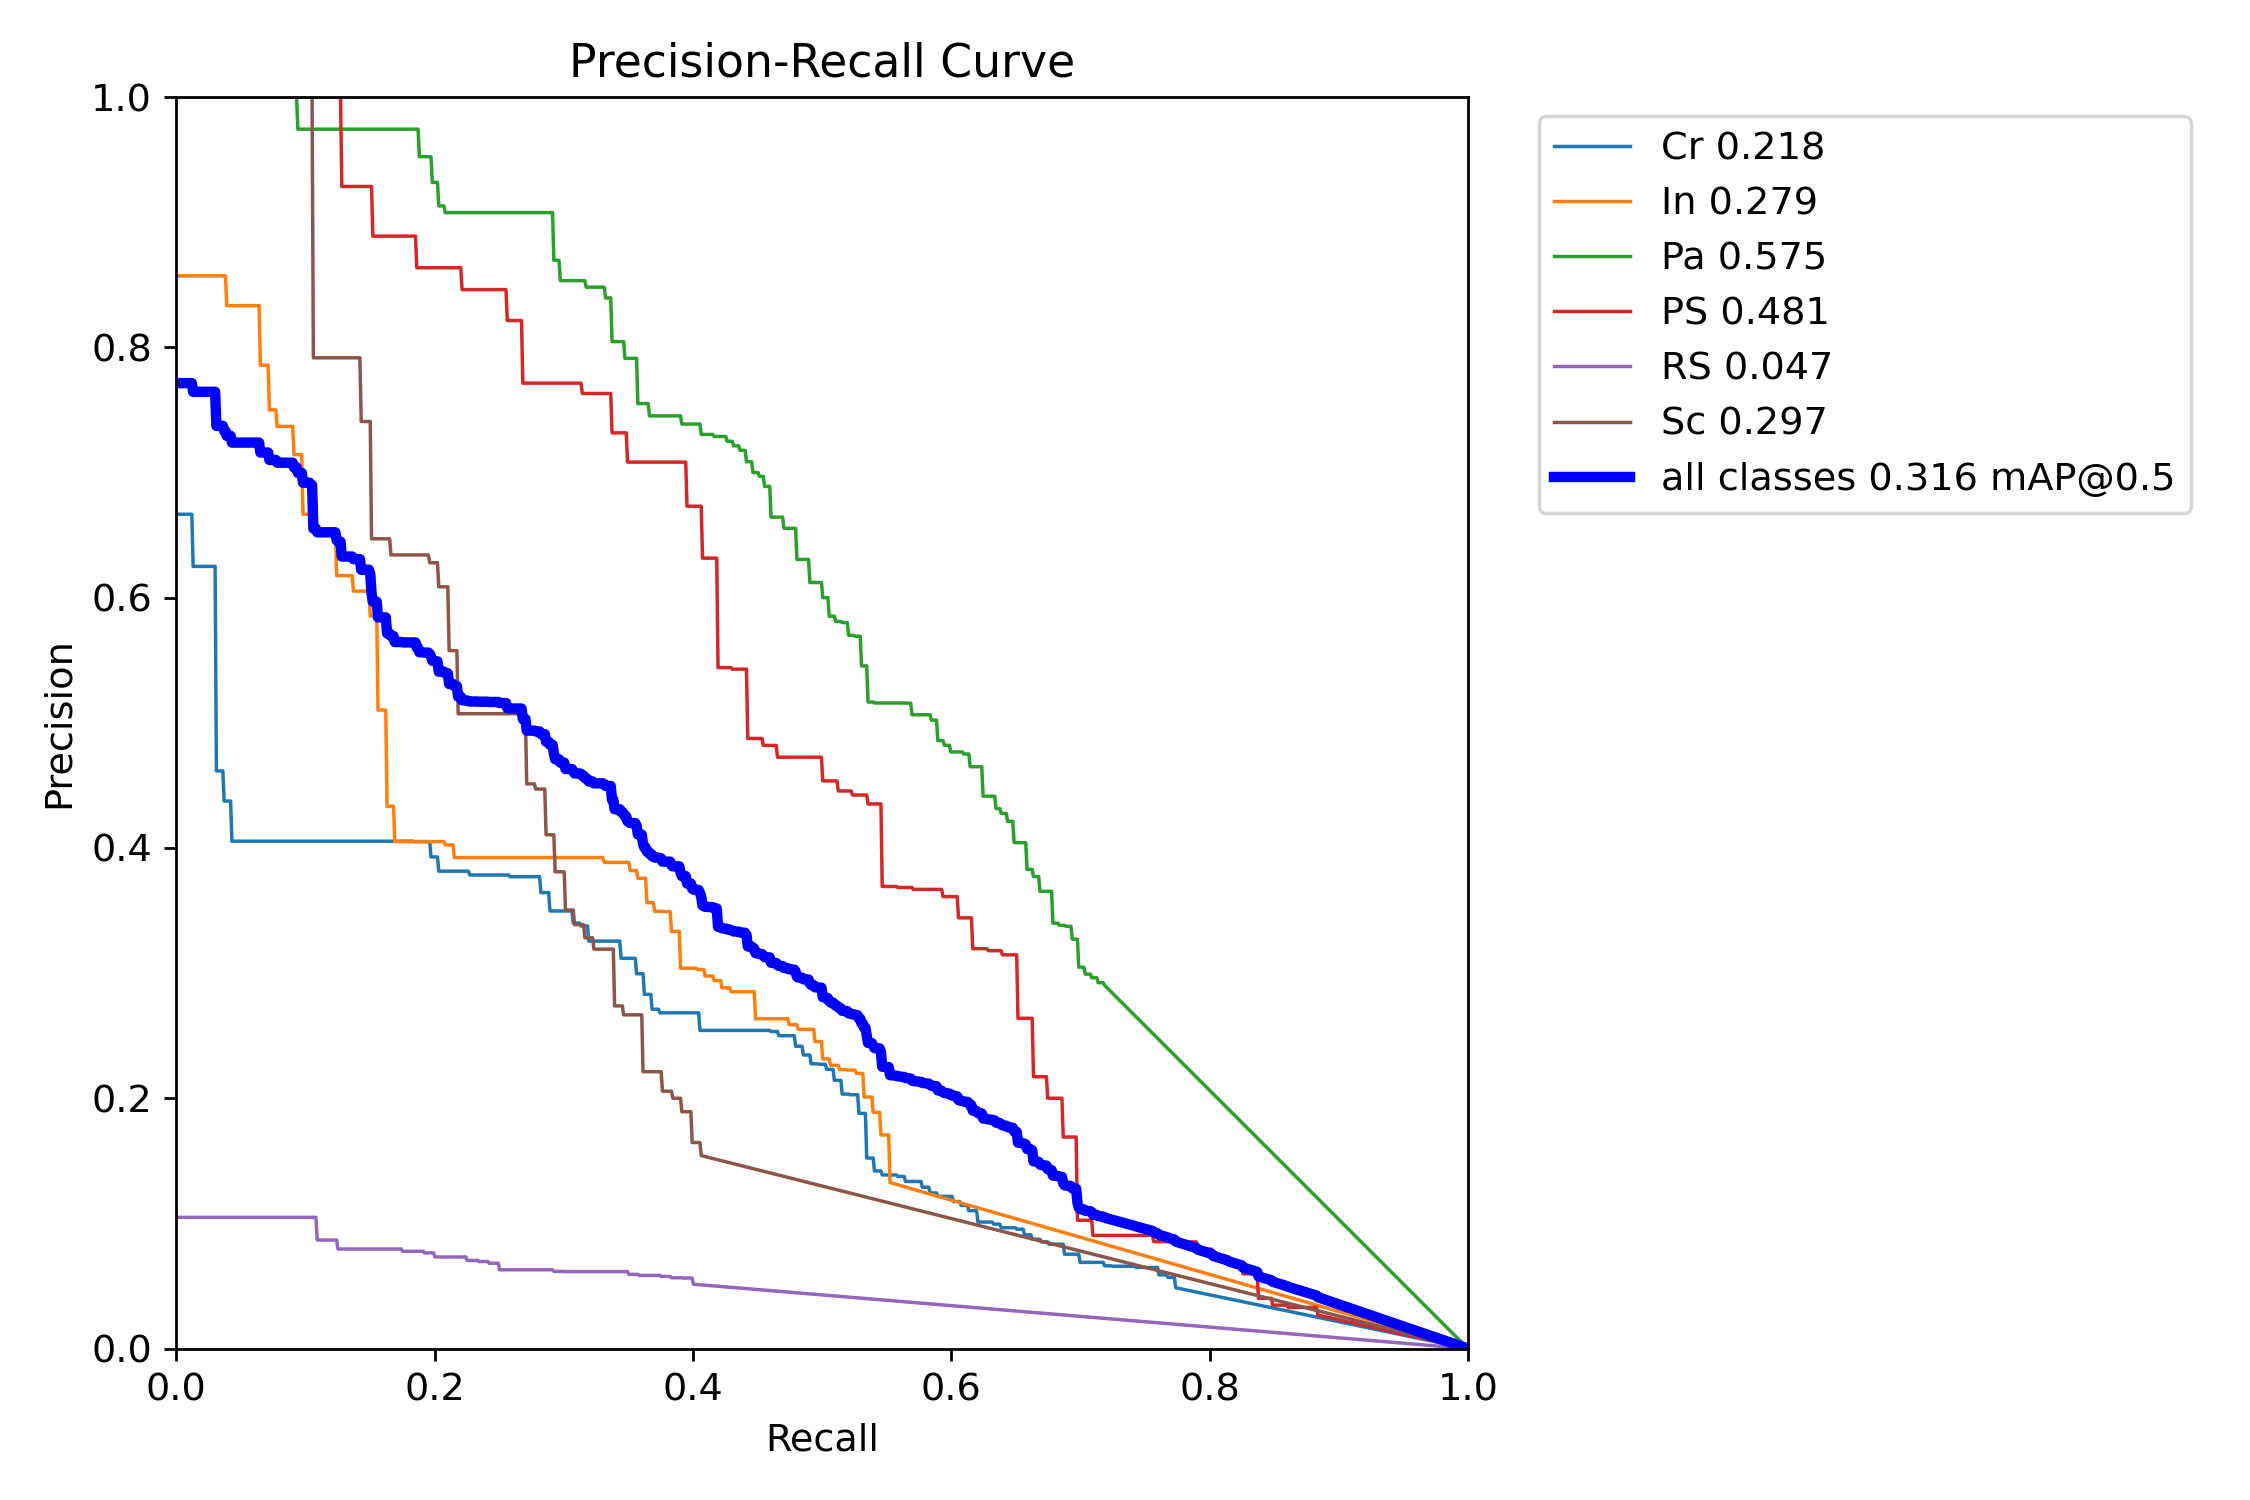 Precision-Recall Curve
1.0
0.8
0.6
0.4
0.2
0.0
Precision
0.0 0.2 0.4 0.6 0.8 1.0
Recall
Cr 0.218
In 0.279
Pa 0.575
PS 0.481
RS 0.047
Sc 0.297
all classes 0.316 mAP@0.5